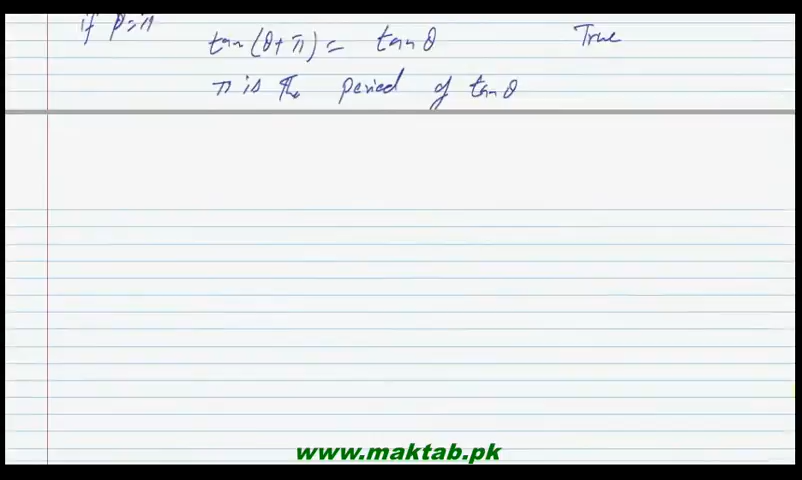 if p=π
tan(θ+π) = tanθ True
π is the period of tanθ
www.maktab.pk